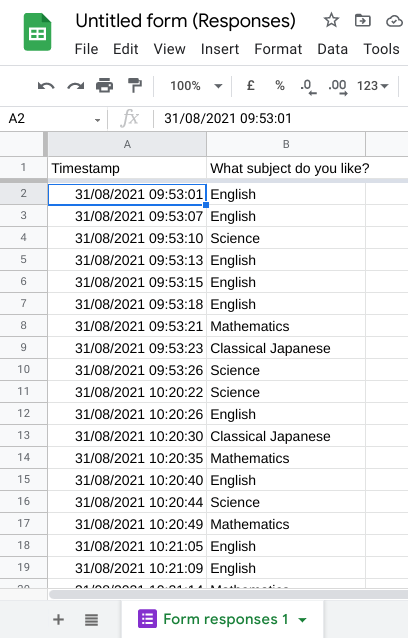 Untitled form (Responses)
File Edit View Insert Format Data Tools
100% £ % .0 .00 123
A2 fx 31/08/2021 09:53:01
A B
1 Timestamp What subject do you like?
2 31/08/2021 09:53:01 English
3 31/08/2021 09:53:07 English
4 31/08/2021 09:53:10 Science
5 31/08/2021 09:53:13 English
6 31/08/2021 09:53:15 English
7 31/08/2021 09:53:18 English
8 31/08/2021 09:53:21 Mathematics
9 31/08/2021 09:53:23 Classical Japanese
10 31/08/2021 09:53:26 Science
11 31/08/2021 10:20:22 Science
12 31/08/2021 10:20:26 English
13 31/08/2021 10:20:30 Classical Japanese
14 31/08/2021 10:20:35 Mathematics
15 31/08/2021 10:20:40 English
16 31/08/2021 10:20:44 Science
17 31/08/2021 10:20:49 Mathematics
18 31/08/2021 10:21:05 English
19 31/08/2021 10:21:09 English
Form responses 1